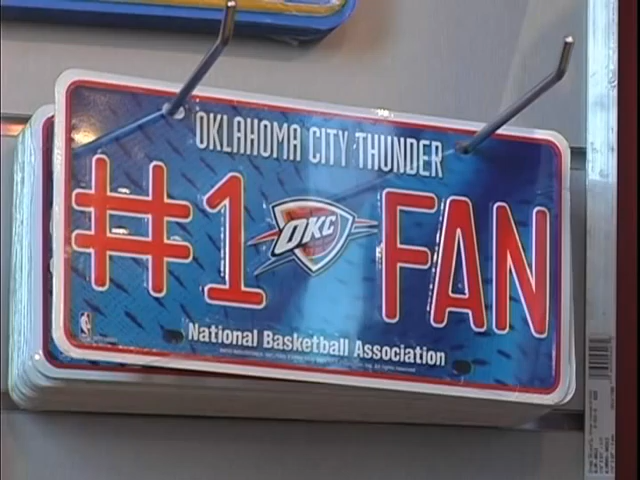 OKLAHOMA CITY THUNDER
#1 OKC FAN
National Basketball Association